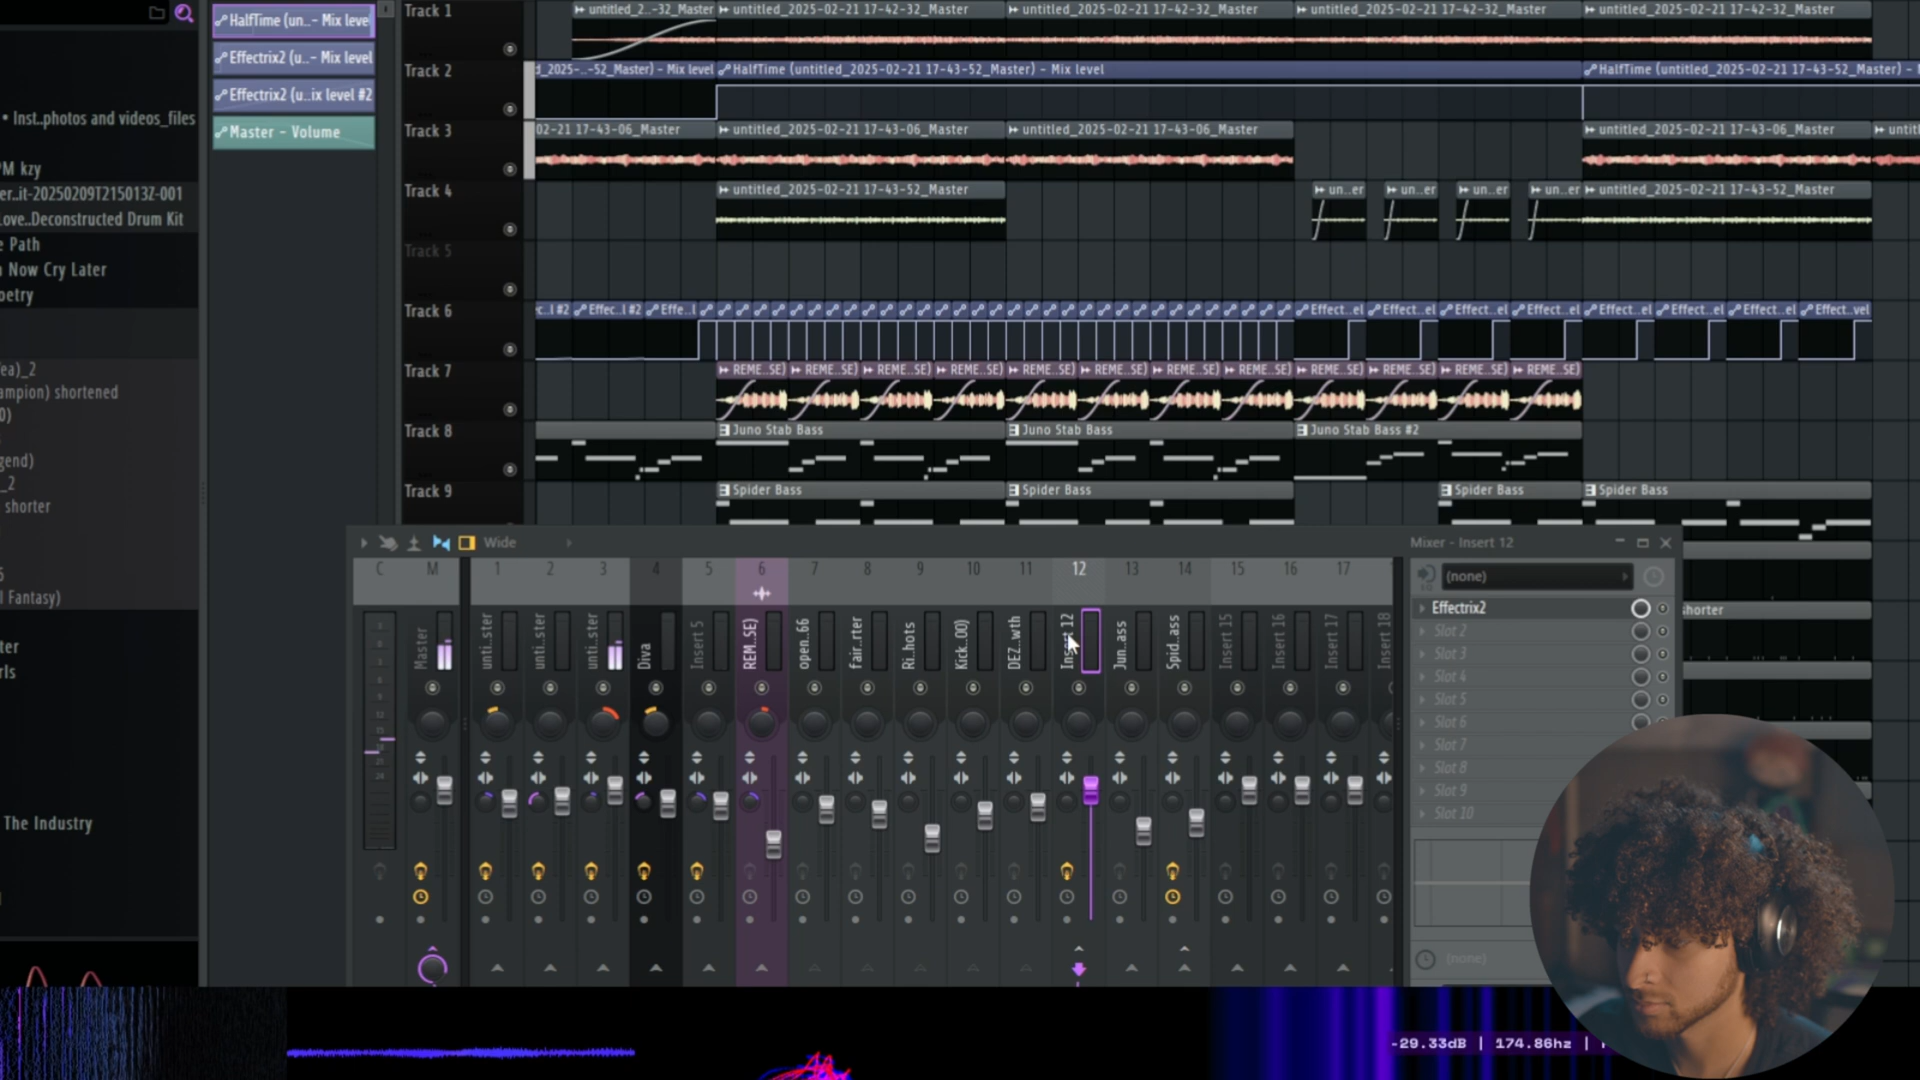 HalfTime (un..- Mix leve
Effectrix2 (u..- Mix level
Effectrix2 (u..ix level #2
Master - Volume
• Inst..photos and videos_files
PM kzy
er..it-20250209T215013Z-001
Love..Deconstructed Drum Kit
e Path
n Now Cry Later
oetry
ea)_2
ampion) shortened
0)
gend)
_2
shorter
5
l Fantasy)
ter
rls
The Industry
Track 1
untitled_2..-32_Master
untitled_2025-02-21 17-42-32_Master
untitled_2025-02-21 17-42-32_Master
untitled_2025-02-21 17-42-32_Master
untitled_2025-02-21 17-42-32_Master
Track 2
d_2025-..-52_Master) - Mix level
HalfTime (untitled_2025-02-21 17-43-52_Master) - Mix level
HalfTime (untitled_2025-02-21 17-43-52_Master) -
Track 3
02-21 17-43-06_Master
untitled_2025-02-21 17-43-06_Master
untitled_2025-02-21 17-43-06_Master
untitled_2025-02-21 17-43-06_Master
untitl
Track 4
untitled_2025-02-21 17-43-52_Master
un..er
un..er
un..er
un..er
untitled_2025-02-21 17-43-52_Master
Track 5
Track 6
ec..l #2
Effec..l #2
Effe..l
Effect..el
Effect..el
Effect..el
Effect..el
Effect..el
Effect..el
Effect..el
Effect..vel
Track 7
REME..SE)
REME..SE)
REME..SE)
REME..SE)
REME..SE)
REME..SE)
REME..SE)
REME..SE)
REME..SE)
REME..SE)
REME..SE)
REME..SE)
Track 8
Juno Stab Bass
Juno Stab Bass
Juno Stab Bass #2
Track 9
Spider Bass
Spider Bass
Spider Bass
Spider Bass
shorter
Wide
Mixer - Insert 12
C M 1 2 3 4 5 6 7 8 9 10 11 12 13 14 15 16 17
Master
unti..ster
unti..ster
unti..ster
Diva
Insert 5
REM..SE)
open..66
fair..rter
Ri..hots
Kick..00)
DEZ..wth
Insert 12
Jun..ass
Spid..ass
Insert 15
Insert 16
Insert 17
Insert 18
(none)
Effectrix2
Slot 2
Slot 3
Slot 4
Slot 5
Slot 6
Slot 7
Slot 8
Slot 9
Slot 10
(none)
-29.33dB | 174.86hz |